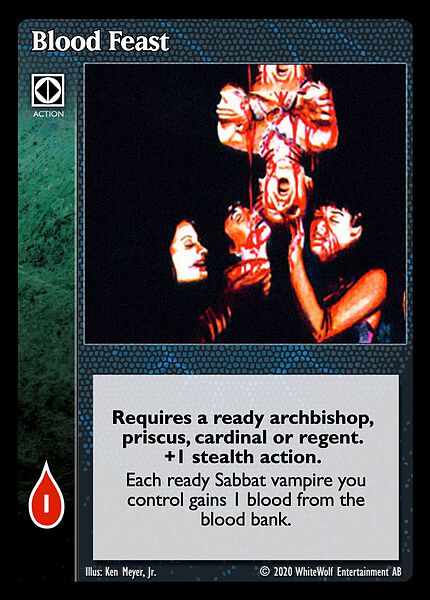 Blood Feast
ACTION
Requires a ready archbishop,
priscus, cardinal or regent.
+1 stealth action.
Each ready Sabbat vampire you
control gains 1 blood from the
blood bank.
1
Illus: Ken Meyer, Jr.
© 2020 WhiteWolf Entertainment AB